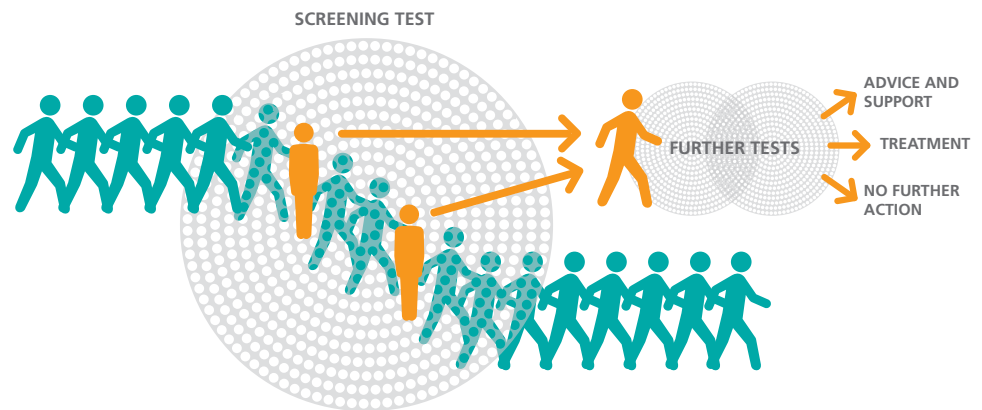 SCREENING TEST
FURTHER TESTS
ADVICE AND
SUPPORT
TREATMENT
NO FURTHER
ACTION